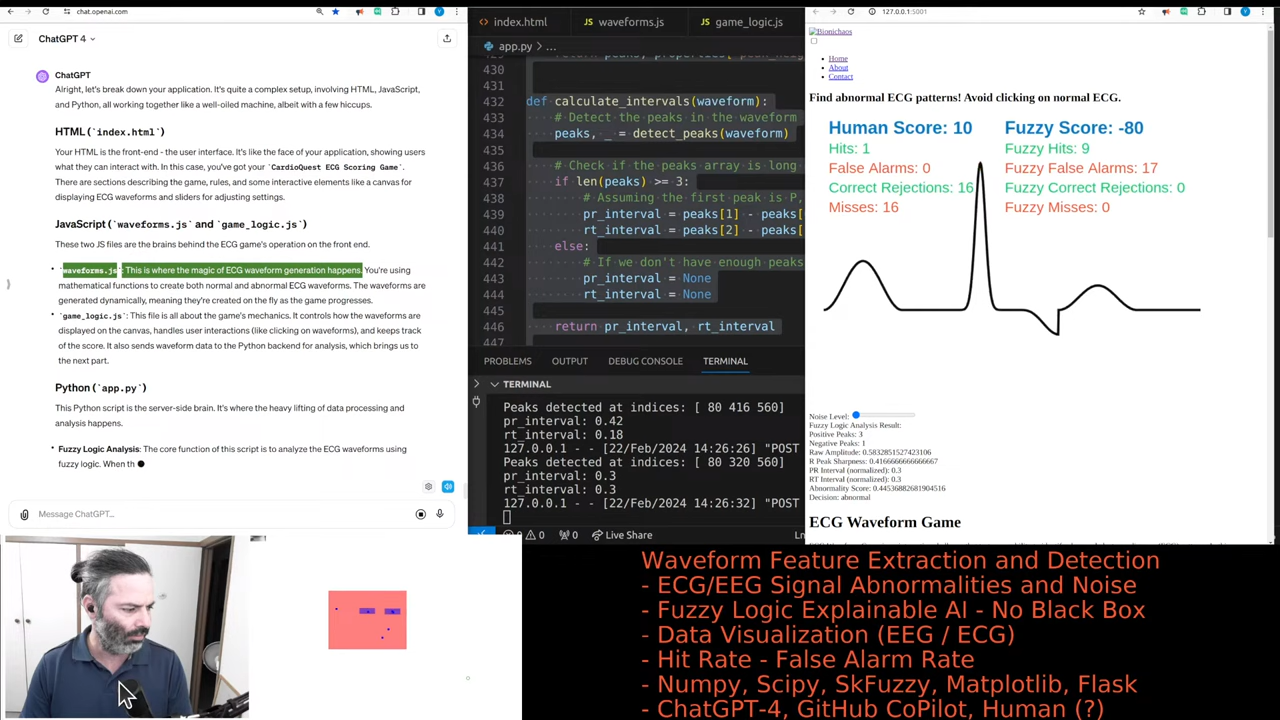 chat.openai.com
ChatGPT 4
ChatGPT
Alright, let's break down your application. It's quite a complex setup, involving HTML, JavaScript,
and Python, all working together like a well-oiled machine, albeit with a few hiccups.
HTML (`index.html`)
Your HTML is the front-end - the user interface. It's like the face of your application, showing users
what they can interact with. In this case, you've got your `CardioQuest ECG Scoring Game`.
There are sections describing the game, rules, and some interactive elements like a canvas for
displaying ECG waveforms and sliders for adjusting settings.
JavaScript (`waveforms.js` and `game_logic.js`)
These two JS files are the brains behind the ECG game's operation on the front end.
• `waveforms.js`: This is where the magic of ECG waveform generation happens. You're using
mathematical functions to create both normal and abnormal ECG waveforms. The waveforms are
generated dynamically, meaning they're created on the fly as the game progresses.
• `game_logic.js`: This file is all about the game's mechanics. It controls how the waveforms are
displayed on the canvas, handles user interactions (like clicking on waveforms), and keeps track
of the score. It also sends waveform data to the Python backend for analysis, which brings us to
the next part.
Python (`app.py`)
This Python script is the server-side brain. It's where the heavy lifting of data processing and
analysis happens.
• Fuzzy Logic Analysis: The core function of this script is to analyze the ECG waveforms using
fuzzy logic. When th
Message ChatGPT...
index.html
JS waveforms.js
JS game_logic.js
app.py > ...
430
431
432 def calculate_intervals(waveform):
433 # Detect the peaks in the waveform
434 peaks, _ = detect_peaks(waveform)
435
436 # Check if the peaks array is long
437 if len(peaks) >= 3:
438 # Assuming the first peak is P,
439 pr_interval = peaks[1] - peaks[
440 rt_interval = peaks[2] - peaks[
441 else:
442 # If we don't have enough peaks
443 pr_interval = None
444 rt_interval = None
445
446 return pr_interval, rt_interval
447
PROBLEMS OUTPUT DEBUG CONSOLE TERMINAL
TERMINAL
Peaks detected at indices: [ 80 416 560]
pr_interval: 0.42
rt_interval: 0.18
127.0.0.1 - - [22/Feb/2024 14:26:26] "POST
Peaks detected at indices: [ 80 320 560]
pr_interval: 0.3
rt_interval: 0.3
127.0.0.1 - - [22/Feb/2024 14:26:32] "POST
0 0 Live Share Ln
127.0.0.1:5001
Bionichaos
• Home
• About
• Contact
Find abnormal ECG patterns! Avoid clicking on normal ECG.
Human Score: 10
Hits: 1
False Alarms: 0
Correct Rejections: 16
Misses: 16
Fuzzy Score: -80
Fuzzy Hits: 9
Fuzzy False Alarms: 17
Fuzzy Correct Rejections: 0
Fuzzy Misses: 0
Noise Level:
Fuzzy Logic Analysis Result:
Positive Peaks: 3
Negative Peaks: 1
Raw Amplitude: 0.5832851527423106
R Peak Sharpness: 0.4166666666666667
PR Interval (normalized): 0.3
RT Interval (normalized): 0.3
Abnormality Score: 0.44536882681904516
Decision: abnormal
ECG Waveform Game
Waveform Feature Extraction and Detection
- ECG/EEG Signal Abnormalities and Noise
- Fuzzy Logic Explainable AI - No Black Box
- Data Visualization (EEG / ECG)
- Hit Rate - False Alarm Rate
- Numpy, Scipy, SkFuzzy, Matplotlib, Flask
- ChatGPT-4, GitHub CoPilot, Human (?)